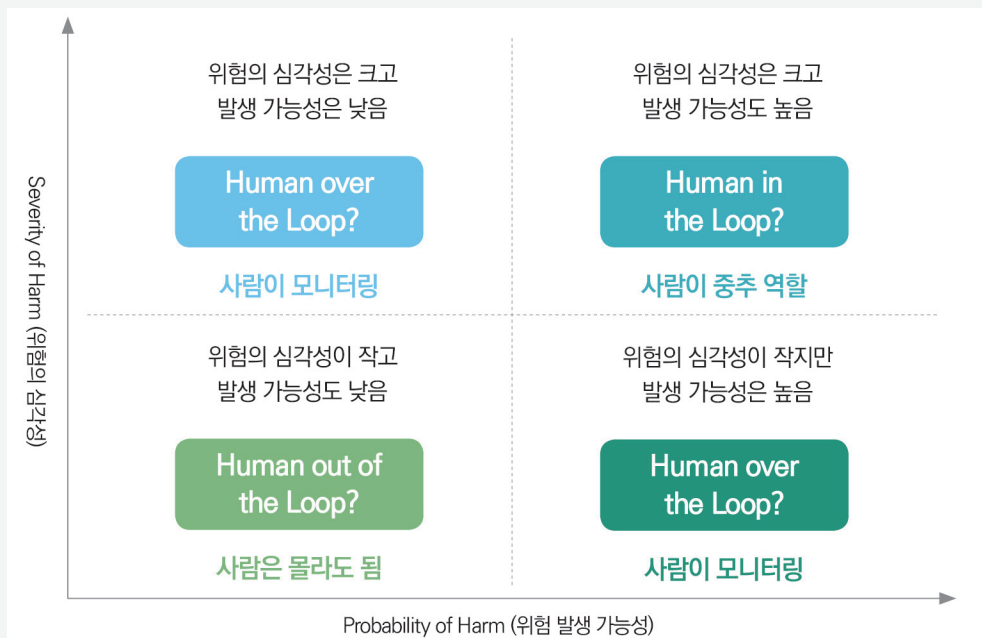 위험의 심각성은 크고
발생 가능성은 낮음
Human over
the Loop?
사람이 모니터링
위험의 심각성은 크고
발생 가능성도 높음
Human in
the Loop?
사람이 중추 역할
Severity of Harm (위험의 심각성)
위험의 심각성이 작고
발생 가능성도 낮음
Human out of
the Loop?
사람은 몰라도 됨
위험의 심각성이 작지만
발생 가능성은 높음
Human over
the Loop?
사람이 모니터링
Probability of Harm (위험 발생 가능성)